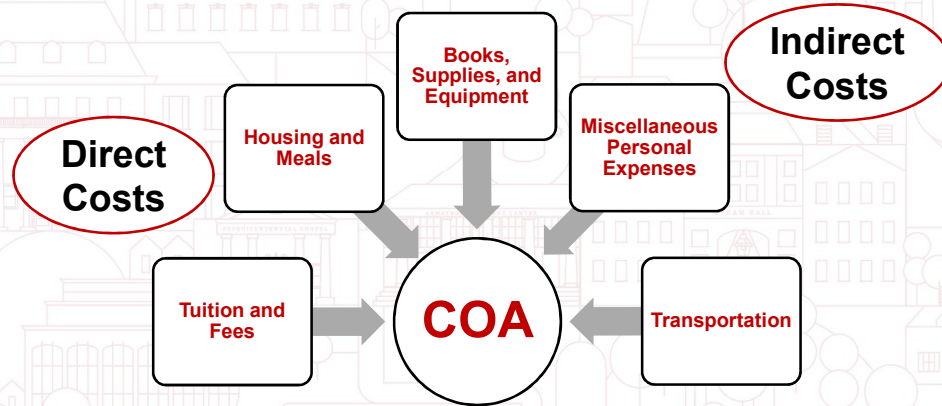 Direct
Costs
Indirect
Costs
Tuition and
Fees
Housing and
Meals
Books,
Supplies, and
Equipment
Miscellaneous
Personal
Expenses
Transportation
COA